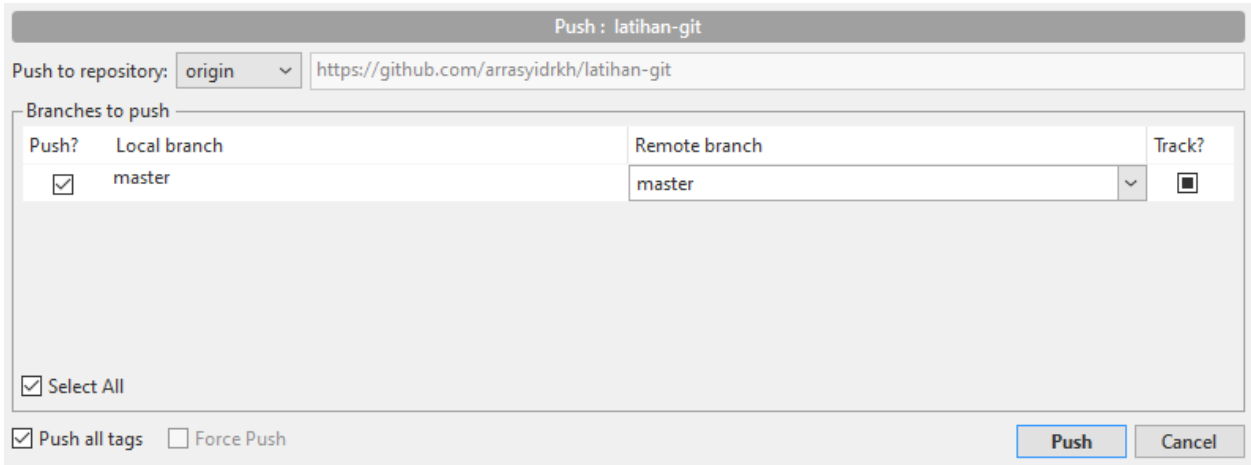 Push : latihan-git
Push to repository: origin https://github.com/arrasyidrkh/latihan-git
Branches to push
Push? Local branch Remote branch Track?
master master
Select All
Push all tags Force Push Push Cancel